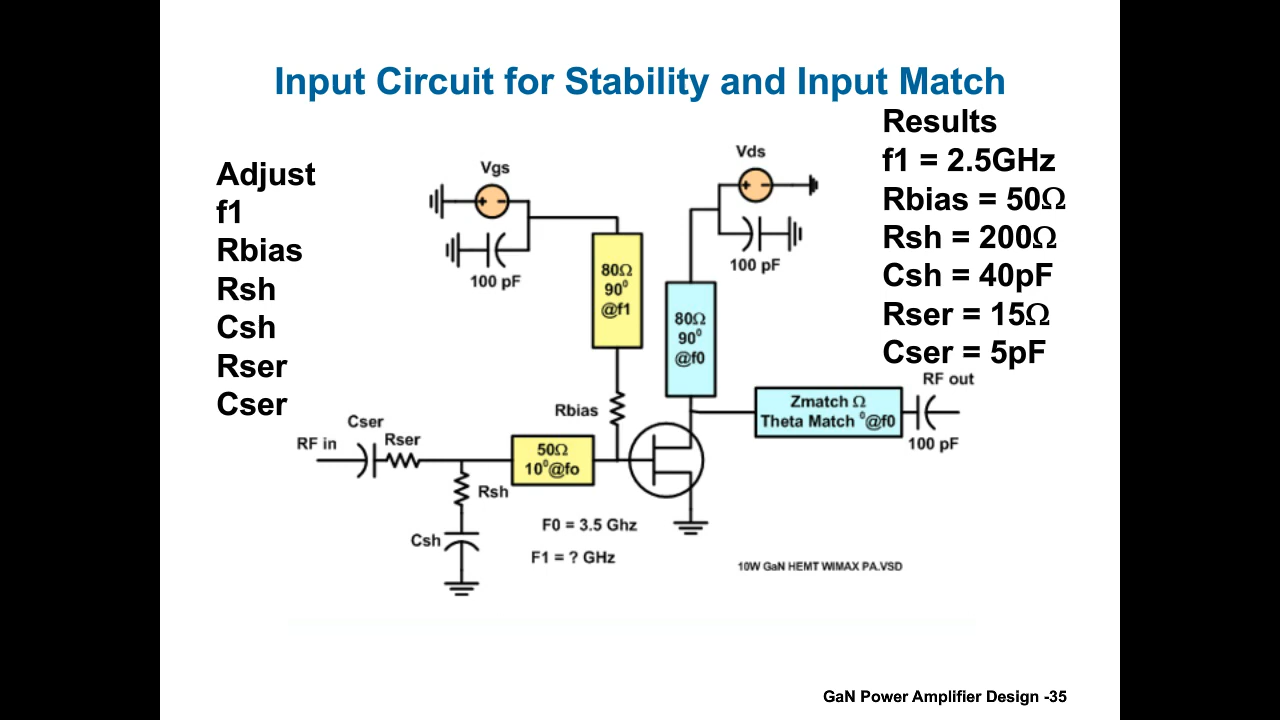 Input Circuit for Stability and Input Match
Results
f1 = 2.5GHz
Rbias = 50Ω
Rsh = 200Ω
Csh = 40pF
Rser = 15Ω
Cser = 5pF
Adjust
f1
Rbias
Rsh
Csh
Rser
Cser
Vgs
100 pF
80Ω
90⁰
@f1
Vds
100 pF
80Ω
90⁰
@f0
Rbias
Zmatch Ω
Theta Match ⁰@f0
RF out
100 pF
RF in
Cser
Rser
50Ω
10⁰@fo
Rsh
Csh
F0 = 3.5 Ghz
F1 = ? GHz
10W GaN HEMT WIMAX PA.VSD
GaN Power Amplifier Design -35